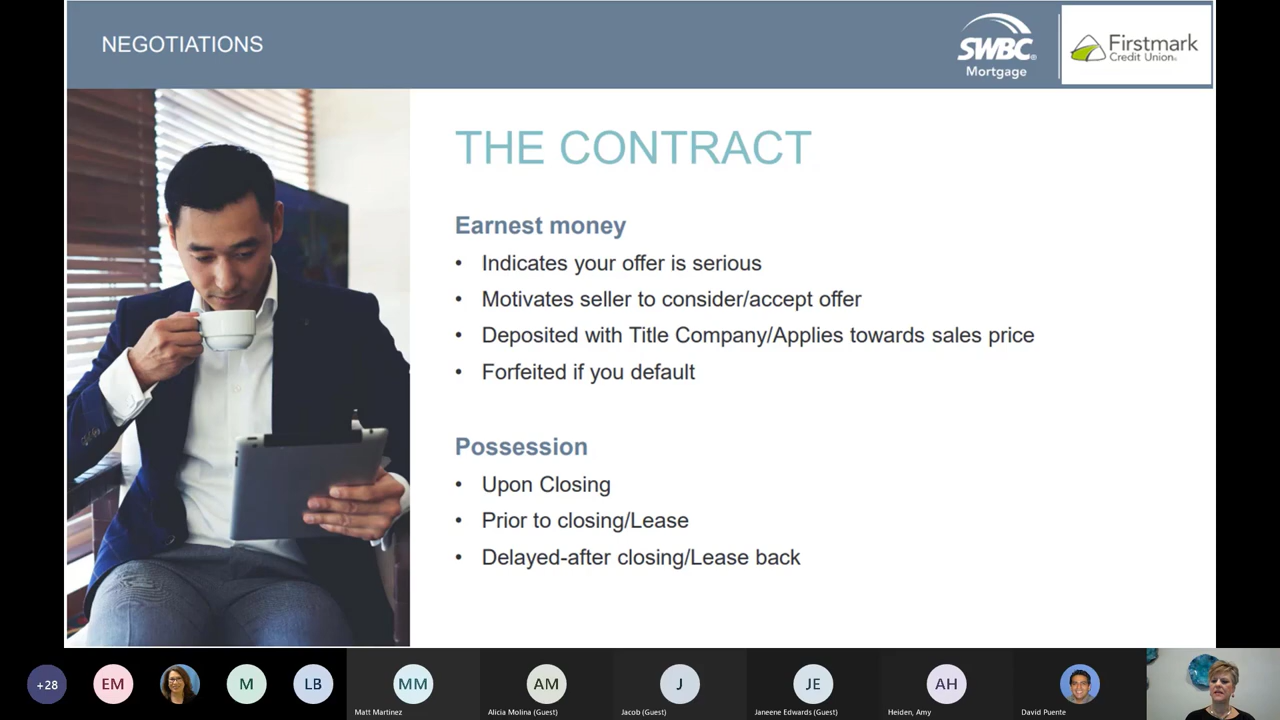 NEGOTIATIONS
SWBC®
Mortgage
Firstmark
Credit Union®
THE CONTRACT
Earnest money
• Indicates your offer is serious
• Motivates seller to consider/accept offer
• Deposited with Title Company/Applies towards sales price
• Forfeited if you default
Possession
• Upon Closing
• Prior to closing/Lease
• Delayed-after closing/Lease back
+28
EM
M
LB
MM
AM
J
JE
AH
Matt Martinez
Alicia Molina (Guest)
Jacob (Guest)
Janeene Edwards (Guest)
Heiden, Amy
David Puente